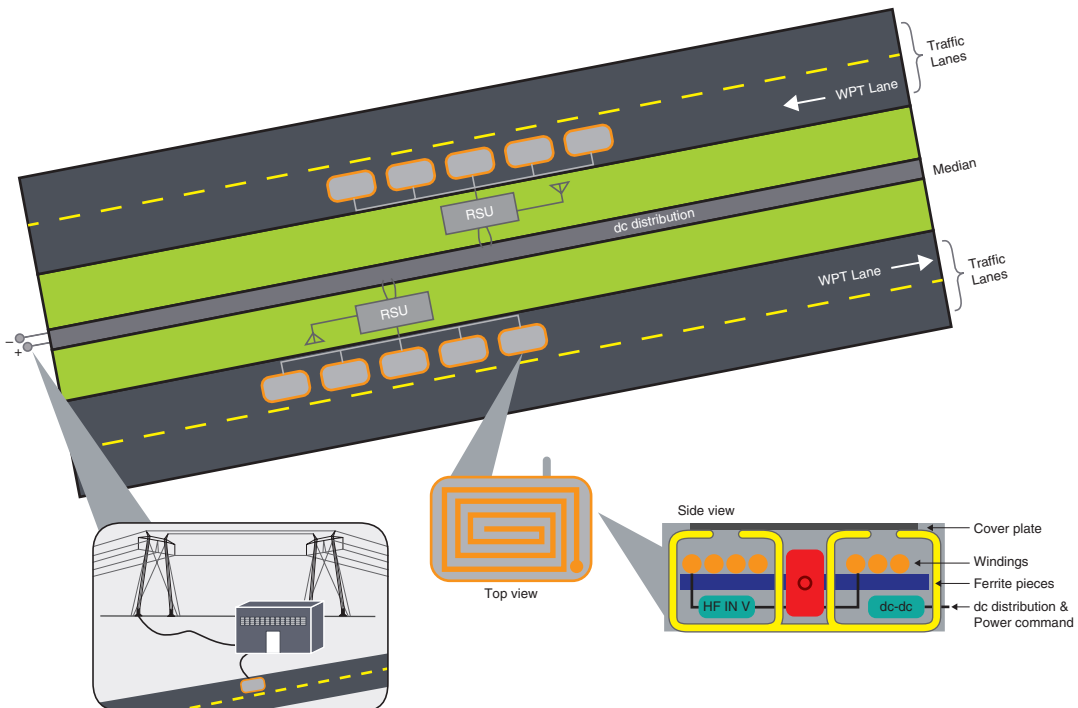 Traffic
Lanes
WPT Lane
Median
RSU
dc distribution
WPT Lane
Traffic
Lanes
RSU
−
+
Side view
Cover plate
Windings
Ferrite pieces
HF IN V
dc-dc
dc distribution &
Power command
Top view